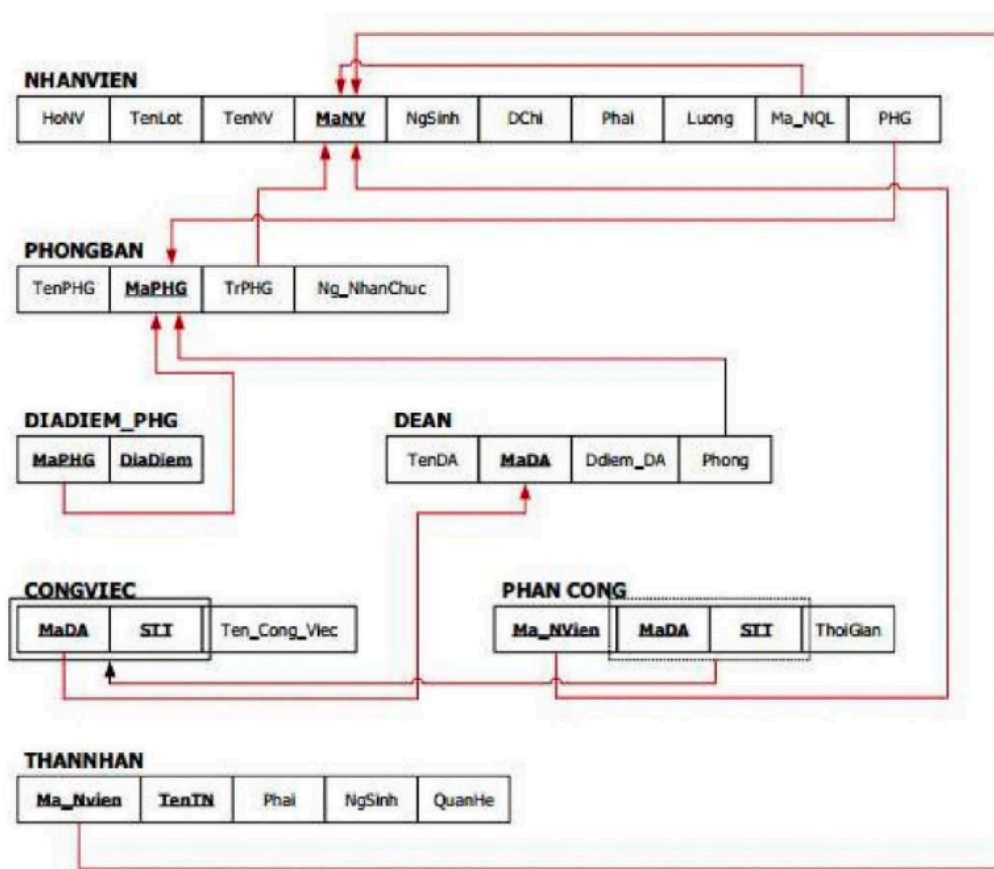 NHANVIEN
HoNV TenLot TenNV MaNV NgSinh DChi Phai Luong Ma_NQL PHG
PHONGBAN
TenPHG MaPHG TrPHG Ng_NhanChuc
DIADIEM_PHG
MaPHG DiaDiem
DEAN
TenDA MaDA Ddiem_DA Phong
CONGVIEC
MaDA STT Ten_Cong_Viec
PHAN CONG
Ma_NVien MaDA STT ThoiGian
THANNHAN
Ma_Nvien TenTN Phai NgSinh QuanHe